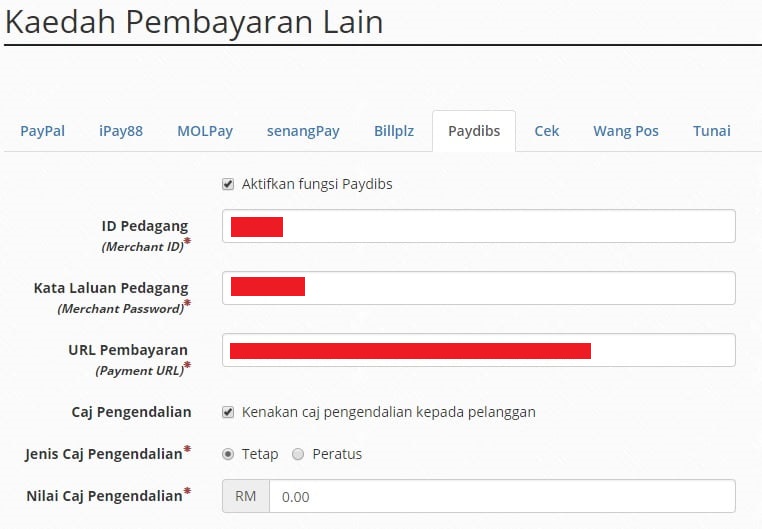 Kaedah Pembayaran Lain
PayPal iPay88 MOLPay senangPay Billplz Paydibs Cek Wang Pos Tunai
Aktifkan fungsi Paydibs
ID Pedagang
(Merchant ID)*
Kata Laluan Pedagang
(Merchant Password)*
URL Pembayaran
(Payment URL)*
Caj Pengendalian Kenakan caj pengendalian kepada pelanggan
Jenis Caj Pengendalian* Tetap Peratus
Nilai Caj Pengendalian* RM 0.00